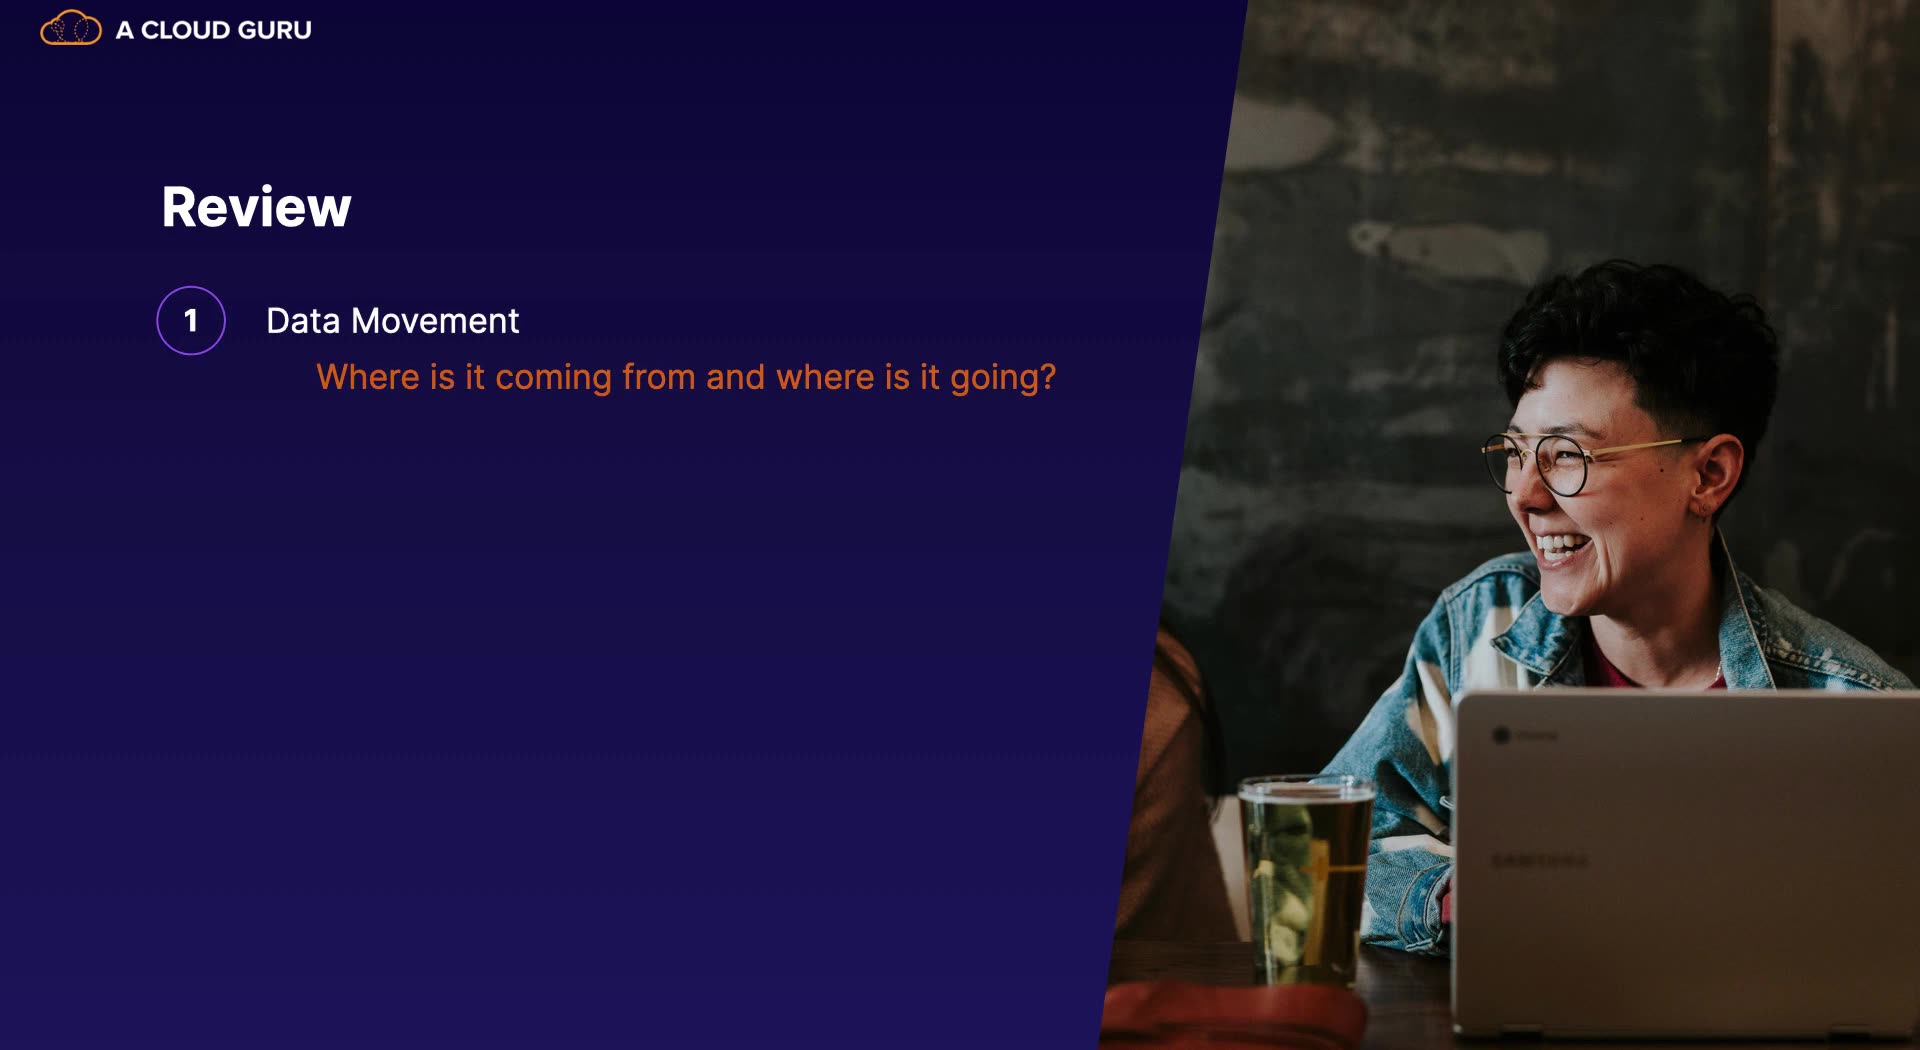 A CLOUD GURU
Review
1 Data Movement
Where is it coming from and where is it going?